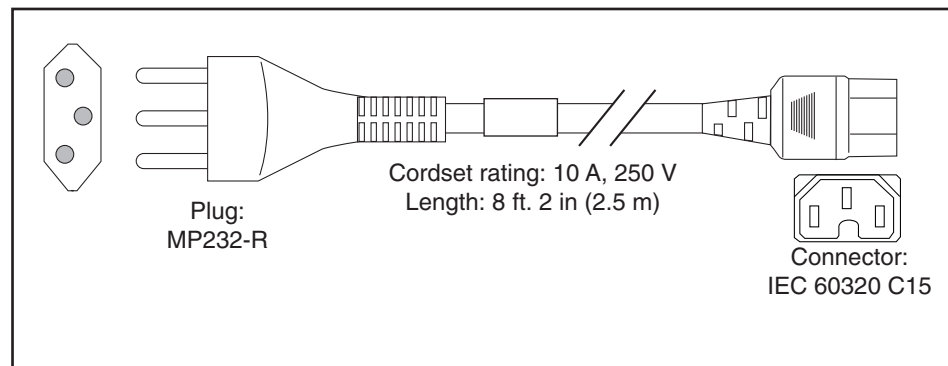 Cordset rating: 10 A, 250 V
Length: 8 ft. 2 in (2.5 m)
Plug:
MP232-R
Connector:
IEC 60320 C15